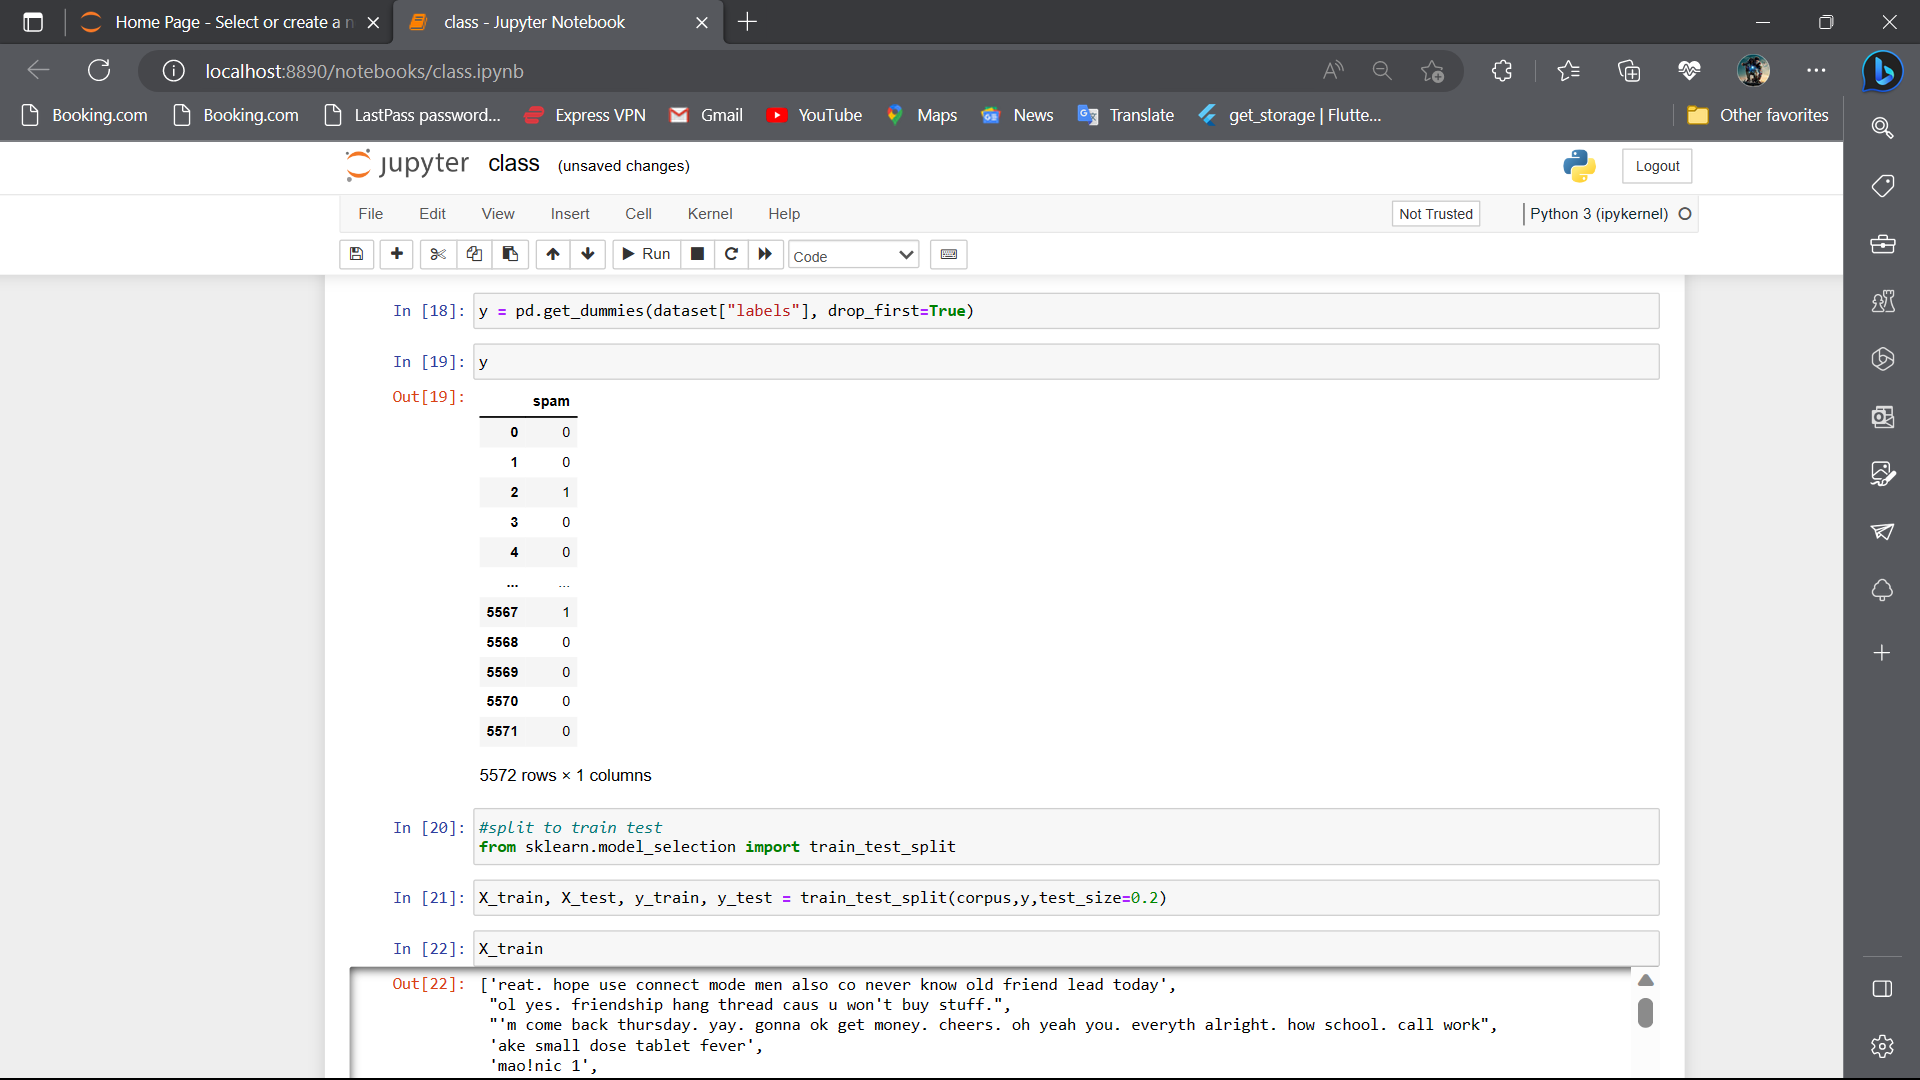 Home Page - Select or create a n
class - Jupyter Notebook
localhost:8890/notebooks/class.ipynb
Booking.com
Booking.com
LastPass password...
Express VPN
Gmail
YouTube
Maps
News
Translate
get_storage | Flutte...
Other favorites
jupyter class (unsaved changes)
Logout
File Edit View Insert Cell Kernel Help
Not Trusted
Python 3 (ipykernel)
Run
Code
In [18]: y = pd.get_dummies(dataset["labels"], drop_first=True)
In [19]: y
Out[19]:
spam
0 0
1 0
2 1
3 0
4 0
... ...
5567 1
5568 0
5569 0
5570 0
5571 0
5572 rows × 1 columns
In [20]: #split to train test
from sklearn.model_selection import train_test_split
In [21]: X_train, X_test, y_train, y_test = train_test_split(corpus,y,test_size=0.2)
In [22]: X_train
Out[22]: ['reat. hope use connect mode men also co never know old friend lead today',
"ol yes. friendship hang thread caus u won't buy stuff.",
"'m come back thursday. yay. gonna ok get money. cheers. oh yeah you. everyth alright. how school. call work",
'ake small dose tablet fever',
'mao!nic 1',